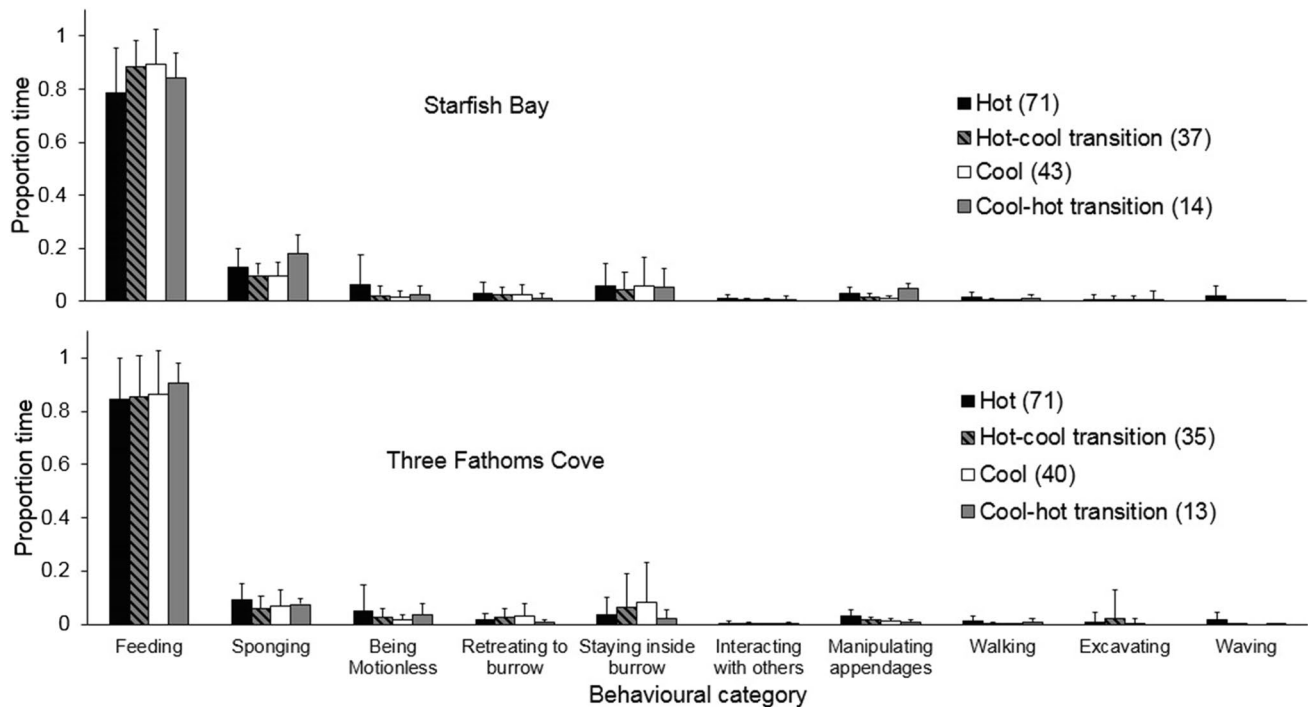 Proportion time
1
0.8
0.6
0.4
0.2
0
Starfish Bay
Hot (71)
Hot-cool transition (37)
Cool (43)
Cool-hot transition (14)
Proportion time
1
0.8
0.6
0.4
0.2
0
Three Fathoms Cove
Hot (71)
Hot-cool transition (35)
Cool (40)
Cool-hot transition (13)
Feeding
Sponging
Being
Motionless
Retreating to
burrow
Staying inside
burrow
Interacting
with others
Manipulating
appendages
Walking
Excavating
Waving
Behavioural category